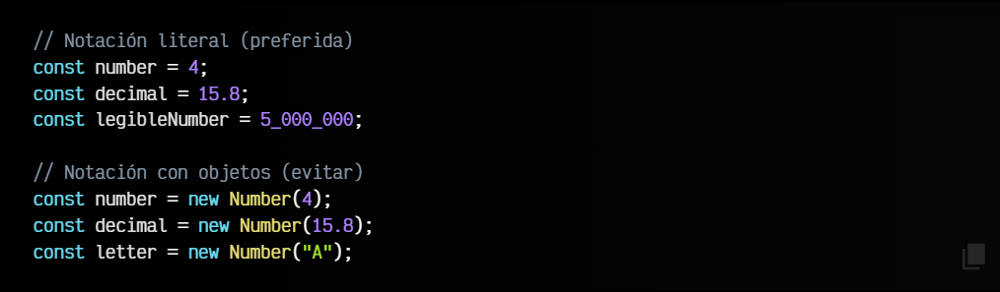 // Notación literal (preferida)
const number = 4;
const decimal = 15.8;
const legibleNumber = 5_000_000;

// Notación con objetos (evitar)
const number = new Number(4);
const decimal = new Number(15.8);
const letter = new Number("A");